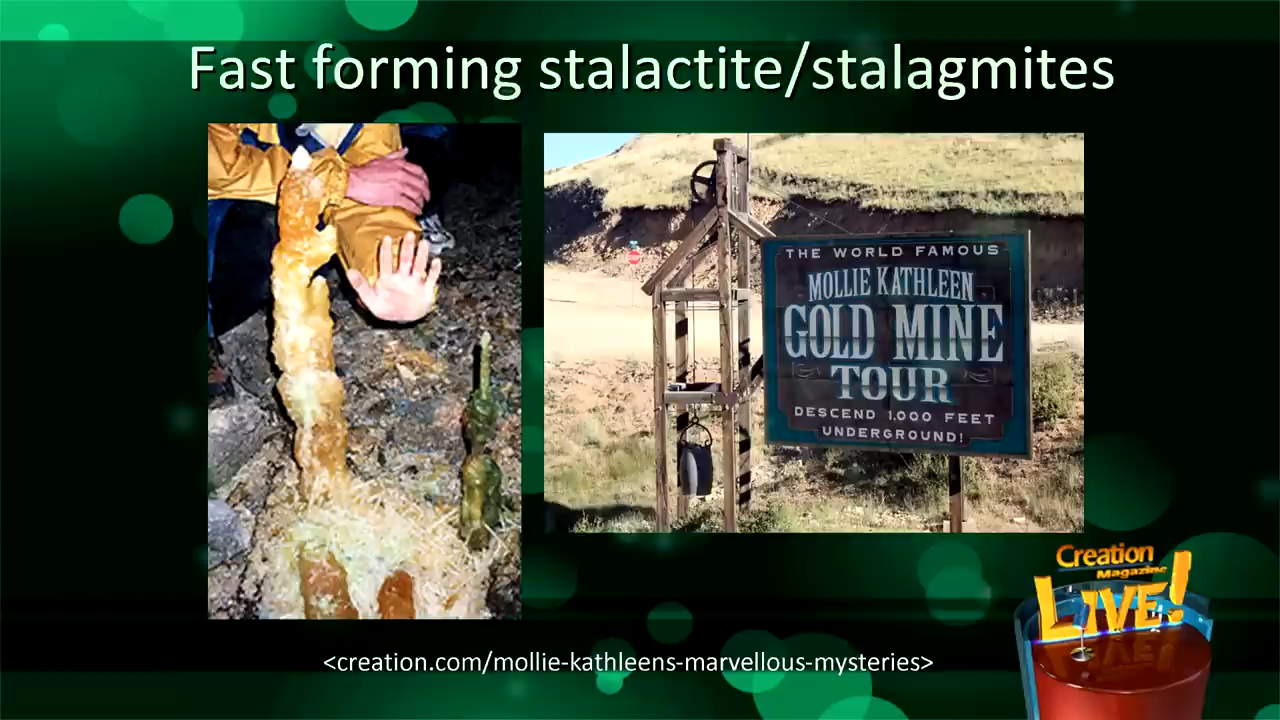 Fast forming stalactite/stalagmites
THE WORLD FAMOUS
MOLLIE KATHLEEN
GOLD MINE
TOUR
DESCEND 1,000 FEET
UNDERGROUND!
Creation
Magazine
LIVE!
<creation.com/mollie-kathleens-marvellous-mysteries>